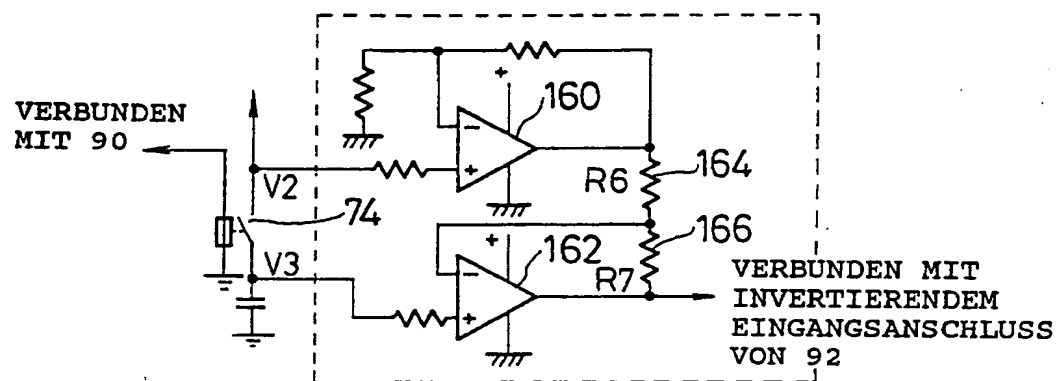 VERBUNDEN
MIT 90
V2
74
V3
+
−
+
160
R6
164
+
−
+
162
166
R7
VERBUNDEN MIT
INVERTIERENDEM
EINGANGSANSCHLUSS
VON 92